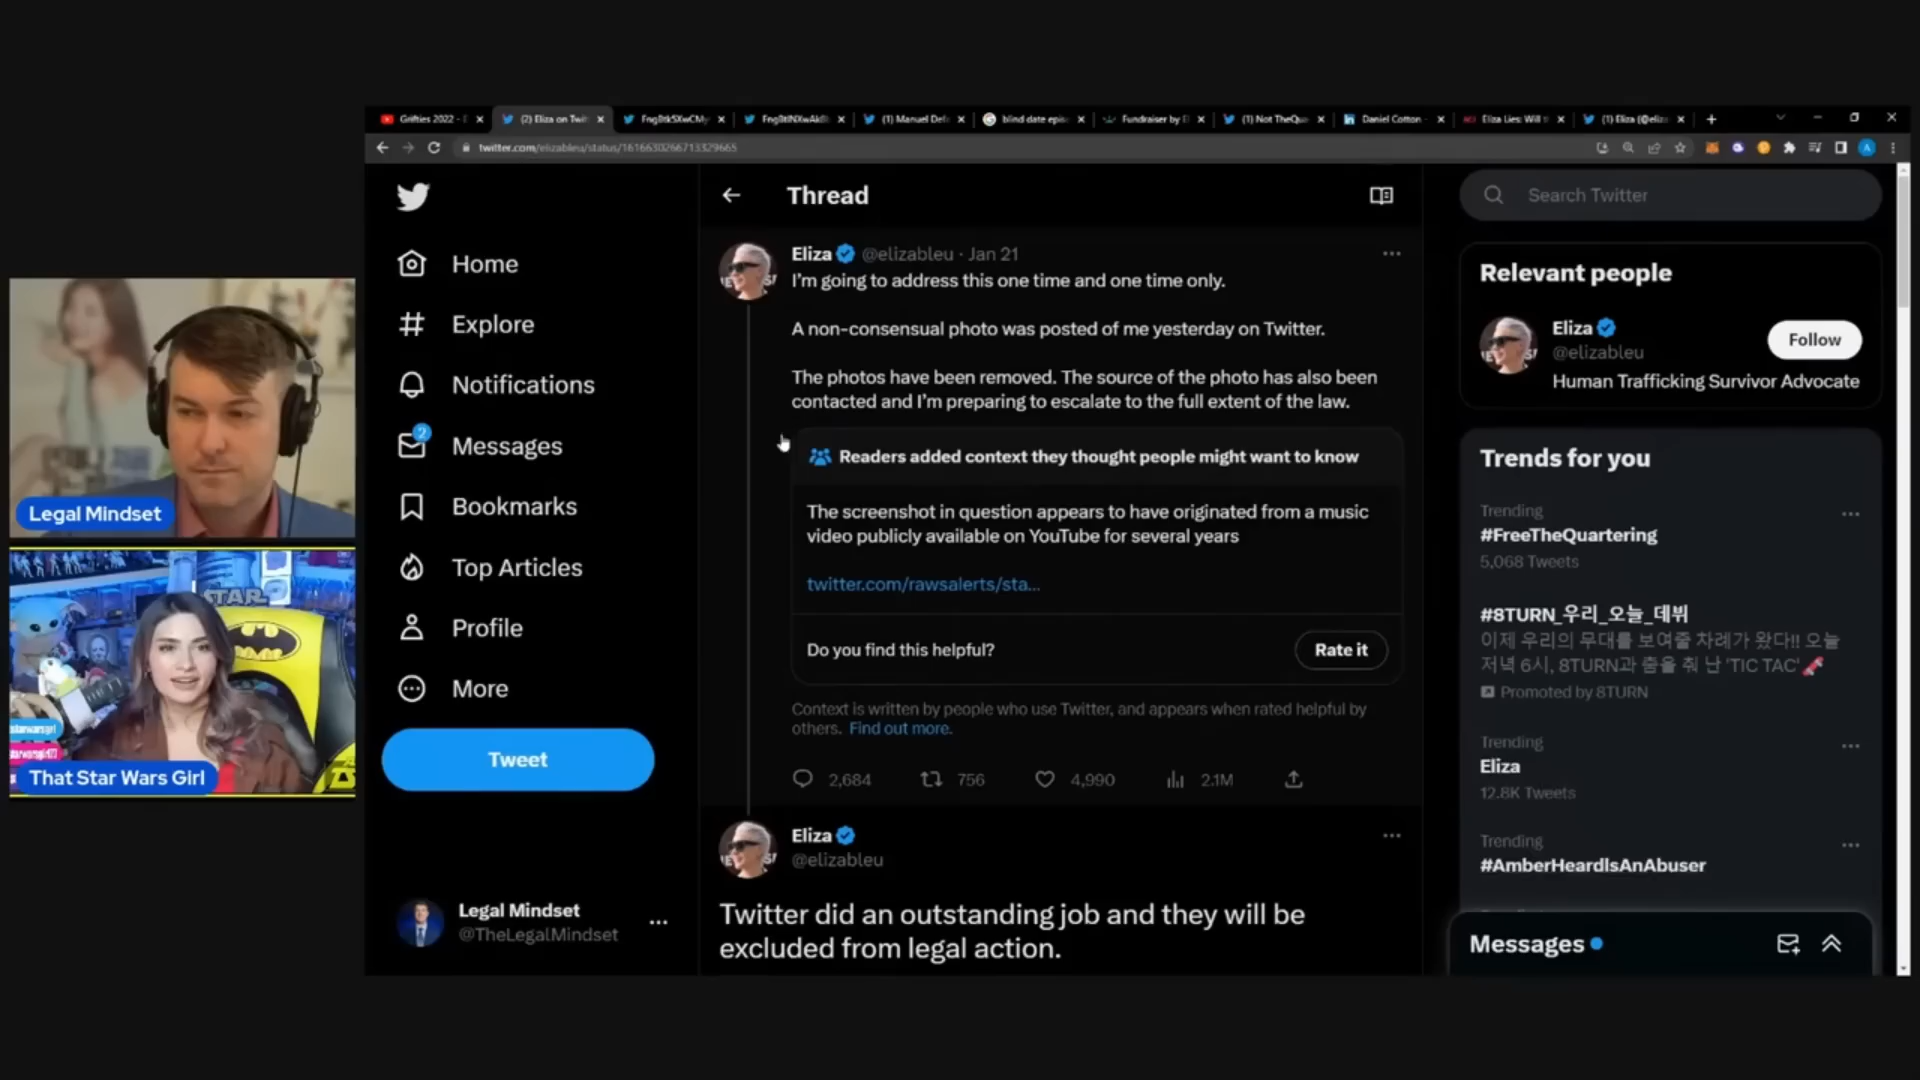 Grifties 2022 -
(2) Eliza on Twit
(1) Manuel Def
blind date epis
Fundraiser by E
(1) Not TheQua
Daniel Cotton -
Eliza Lies: Will
(1) Eliza (@eliza
twitter.com/elizableu/status/1616630266713329665
Home
Explore
Notifications
2
Messages
Bookmarks
Top Articles
Profile
More
Tweet
Legal Mindset
@TheLegalMindset
Thread
Eliza @elizableu · Jan 21
I'm going to address this one time and one time only.
A non-consensual photo was posted of me yesterday on Twitter.
The photos have been removed. The source of the photo has also been
contacted and I'm preparing to escalate to the full extent of the law.
Readers added context they thought people might want to know
The screenshot in question appears to have originated from a music
video publicly available on YouTube for several years
twitter.com/rawsalerts/sta...
Do you find this helpful?
Rate it
Context is written by people who use Twitter, and appears when rated helpful by
others. Find out more.
2,684 756 4,990 2.1M
Eliza
@elizableu
Twitter did an outstanding job and they will be
excluded from legal action.
Search Twitter
Relevant people
Eliza
@elizableu
Follow
Human Trafficking Survivor Advocate
Trends for you
Trending
#FreeTheQuartering
5,068 Tweets
#8TURN_우리_오늘_데뷔
이제 우리의 무대를 보여줄 차례가 왔다!! 오늘
저녁 6시, 8TURN과 춤을 춰 난 'TIC TAC'🧨
Promoted by 8TURN
Trending
Eliza
12.8K Tweets
Trending
#AmberHeardIsAnAbuser
Messages
Legal Mindset
STAR
That Star Wars Girl